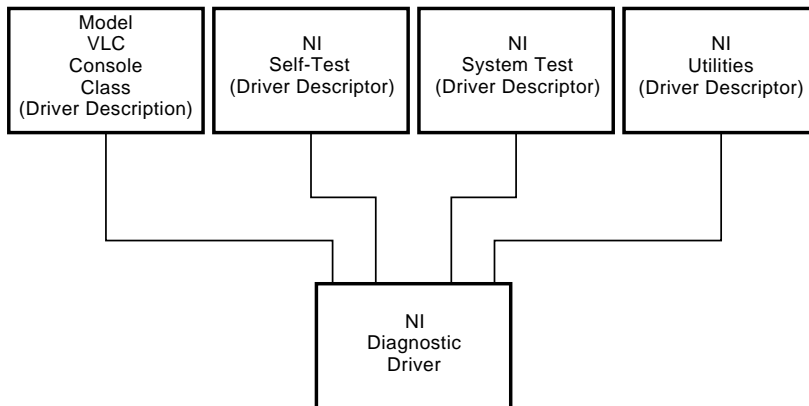 Model
VLC
Console
Class
(Driver Description)
NI
Self-Test
(Driver Descriptor)
NI
System Test
(Driver Descriptor)
NI
Utilities
(Driver Descriptor)
NI
Diagnostic
Driver